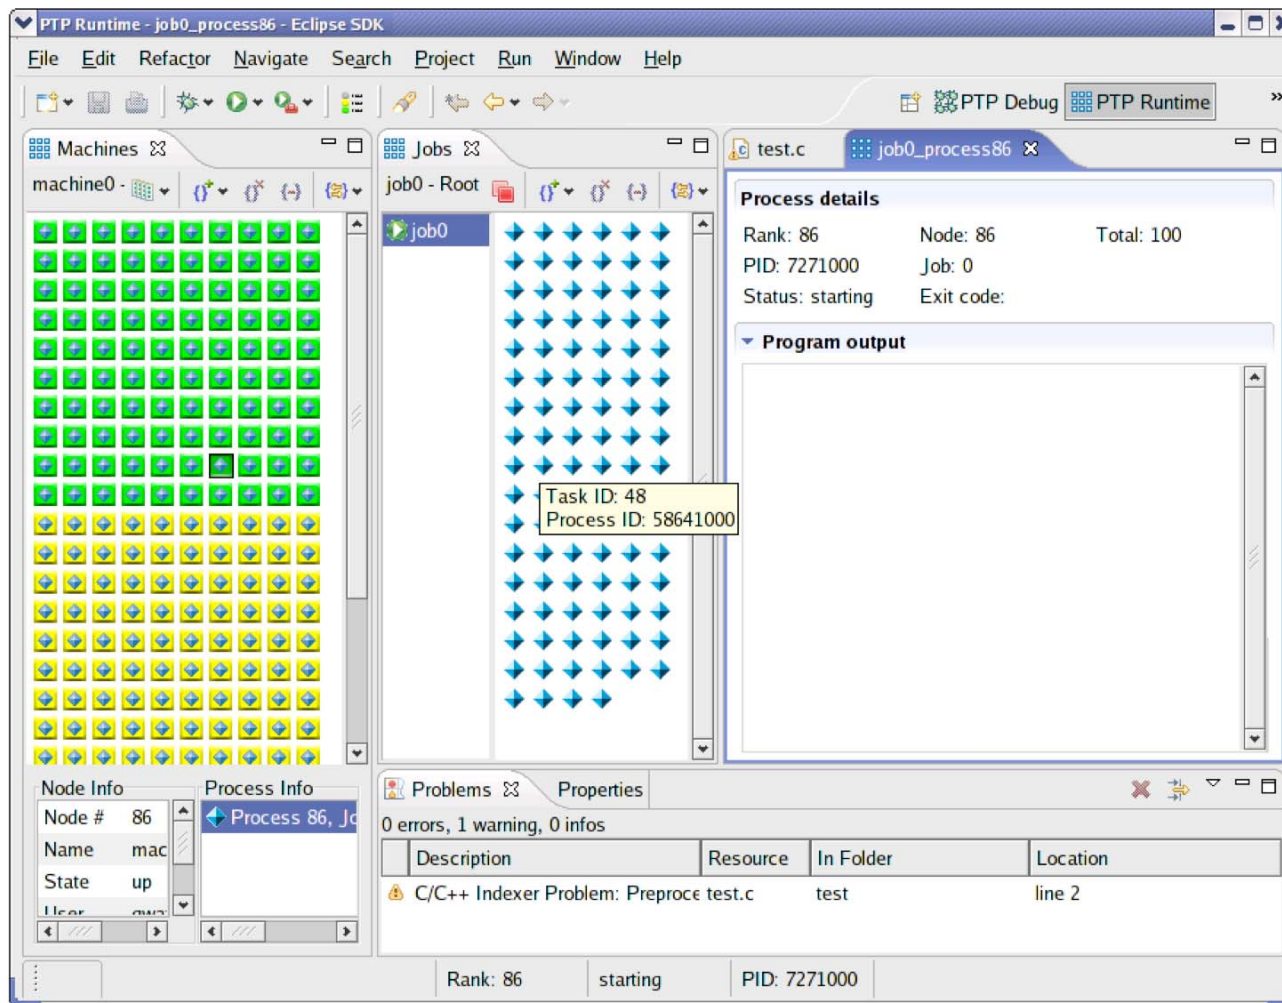 PTP Runtime - job0_process86 - Eclipse SDK
File Edit Refactor Navigate Search Project Run Window Help
PTP Debug PTP Runtime »
Machines
machine0 -
Jobs
job0 - Root
job0
Task ID: 48
Process ID: 58641000
test.c job0_process86
Process details
Rank: 86 Node: 86 Total: 100
PID: 7271000 Job: 0
Status: starting Exit code:
Program output
Node Info
Node # 86
Name mac
State up
User
Process Info
Process 86, Jo
Problems Properties
0 errors, 1 warning, 0 infos
Description Resource In Folder Location
C/C++ Indexer Problem: Preproce test.c test line 2
Rank: 86 starting PID: 7271000